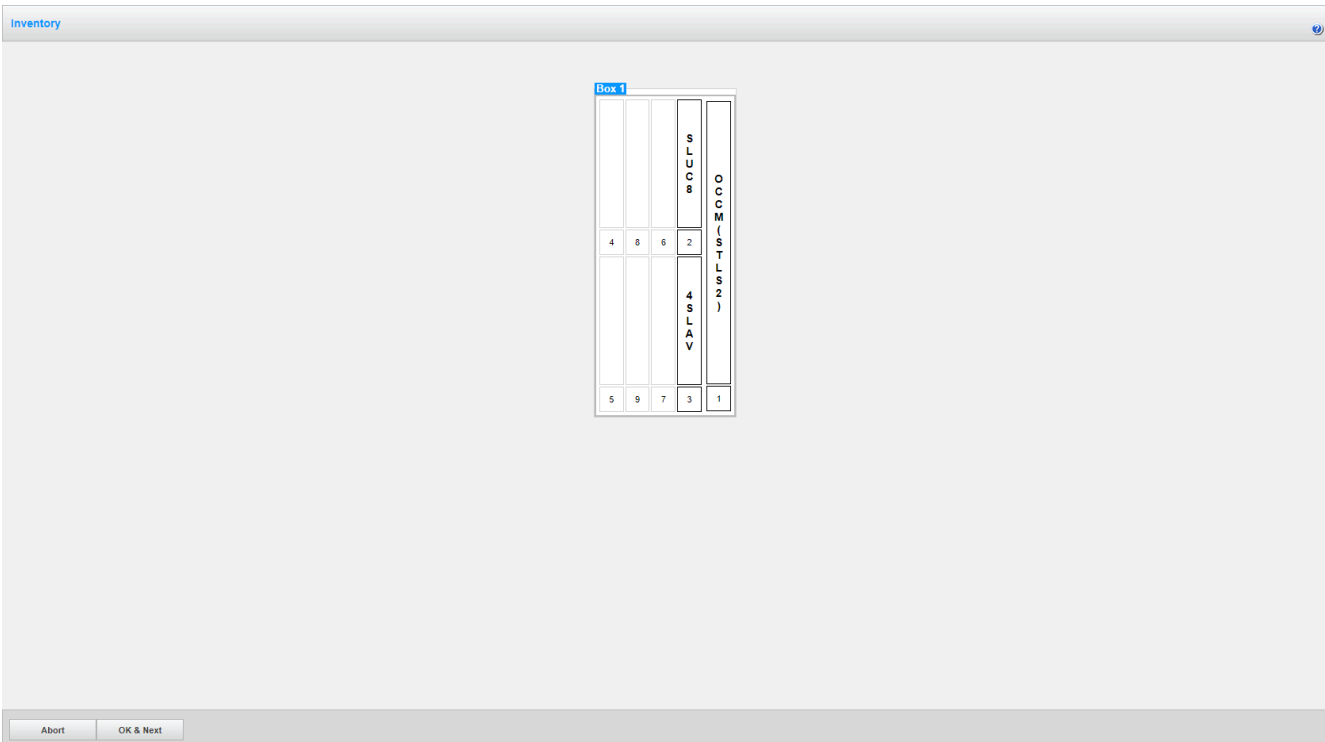 Inventory
Box 1
SLUC8
OCCM(STLS2)
4 8 6 2
4SLAV
5 9 7 3 1
Abort OK & Next